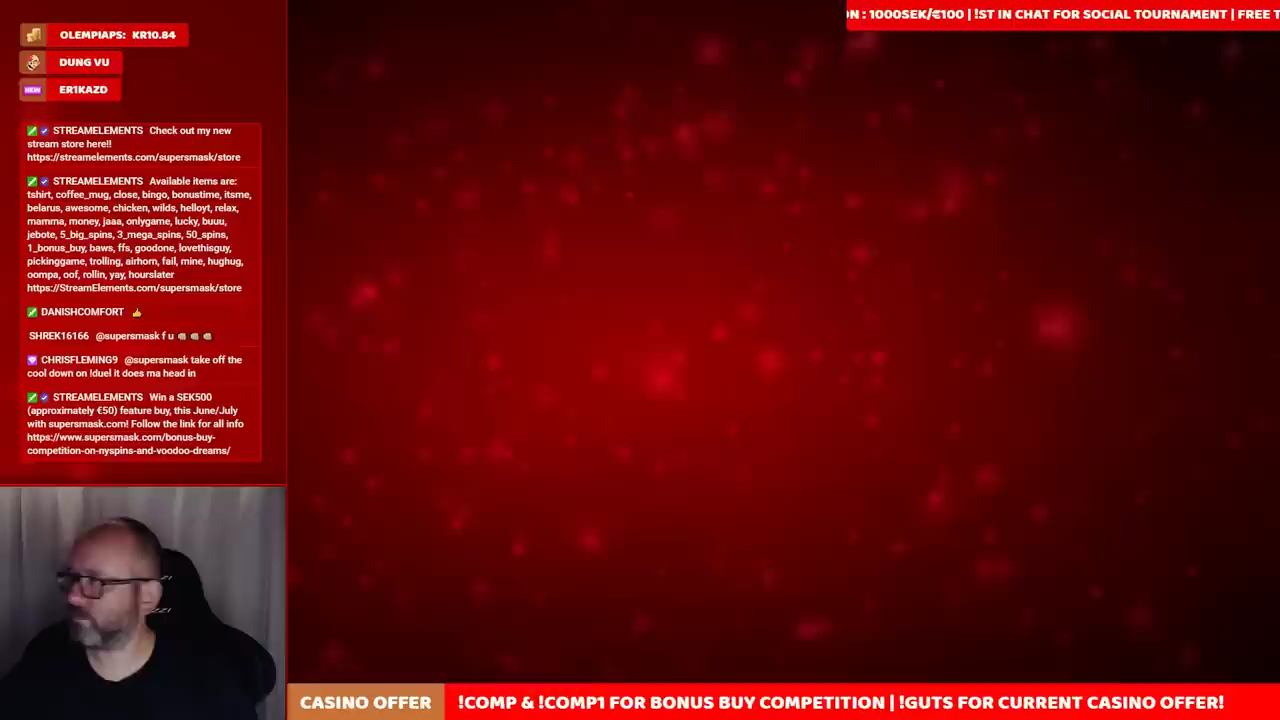 ON : 1000SEK/€100 | !ST IN CHAT FOR SOCIAL TOURNAMENT | FREE T
OLEMPIAPS: KR10.84
DUNG VU
NEW ER1KAZD
STREAMELEMENTS Check out my new
stream store here!!
https://streamelements.com/supersmask/store
STREAMELEMENTS Available items are:
tshirt, coffee_mug, close, bingo, bonustime, itsme,
belarus, awesome, chicken, wilds, helloyt, relax,
mamma, money, jaaa, onlygame, lucky, buuu,
jebote, 5_big_spins, 3_mega_spins, 50_spins,
1_bonus_buy, baws, ffs, goodone, lovethisguy,
pickinggame, trolling, airhorn, fail, mine, hughug,
oompa, oof, rollin, yay, hourslater
https://StreamElements.com/supersmask/store
DANISHCOMFORT 👍
SHREK16166 @supersmask f u 👊👊👊
CHRISFLEMING9 @supersmask take off the
cool down on !duel it does ma head in
STREAMELEMENTS Win a SEK500
(approximately €50) feature buy, this June/July
with supersmask.com! Follow the link for all info
https://www.supersmask.com/bonus-buy-
competition-on-nyspins-and-voodoo-dreams/
CASINO OFFER
!COMP & !COMP1 FOR BONUS BUY COMPETITION | !GUTS FOR CURRENT CASINO OFFER!